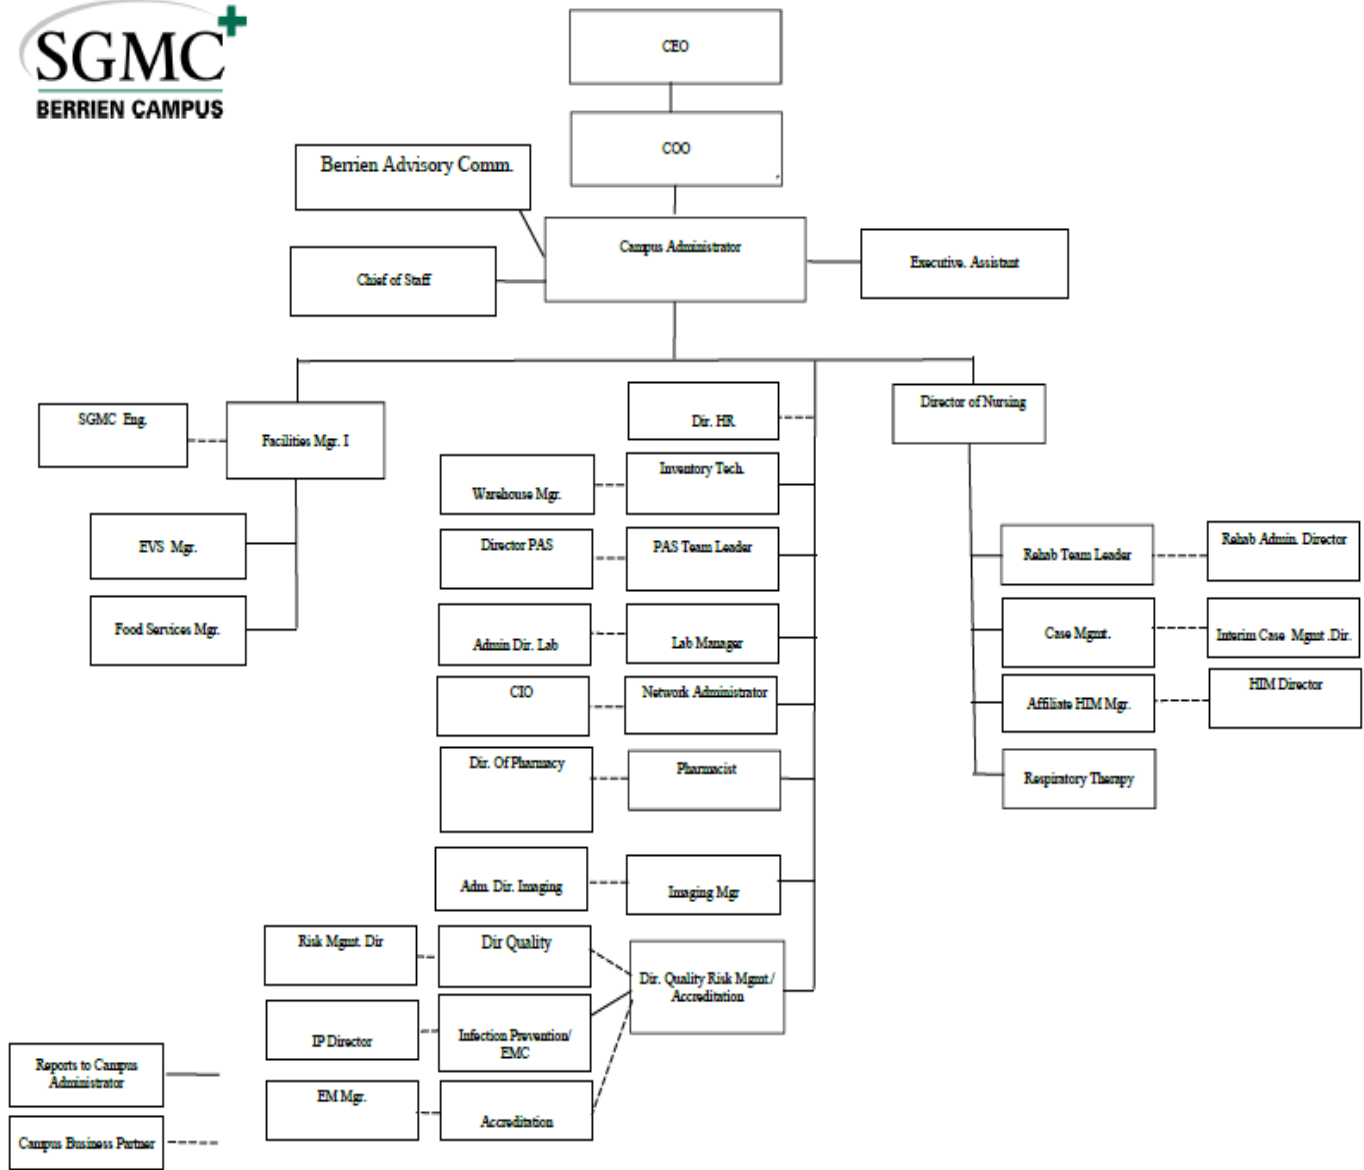 SGMC
BERRIEN CAMPUS
CEO
COO
Berrien Advisory Comm.
Campus Administrator
Chief of Staff
Executive. Assistant
SGMC Eng.
Facilities Mgr. I
EVS Mgr.
Food Services Mgr.
Dir. HR
Warehouse Mgr.
Inventory Tech.
Director PAS
PAS Team Leader
Admin Dir. Lab
Lab Manager
CIO
Network Administrator
Dir. Of Pharmacy
Pharmacist
Adm. Dir. Imaging
Imaging Mgr
Risk Mgmt. Dir
Dir Quality
Dir. Quality Risk Mgmt./
Accreditation
IP Director
Infection Prevention/
EMC
EM Mgr.
Accreditation
Director of Nursing
Rehab Team Leader
Rehab Admin. Director
Case Mgmt.
Interim Case Mgmt .Dir.
Affiliate HIM Mgr.
HIM Director
Respiratory Therapy
Reports to Campus
Administrator
Campus Business Partner